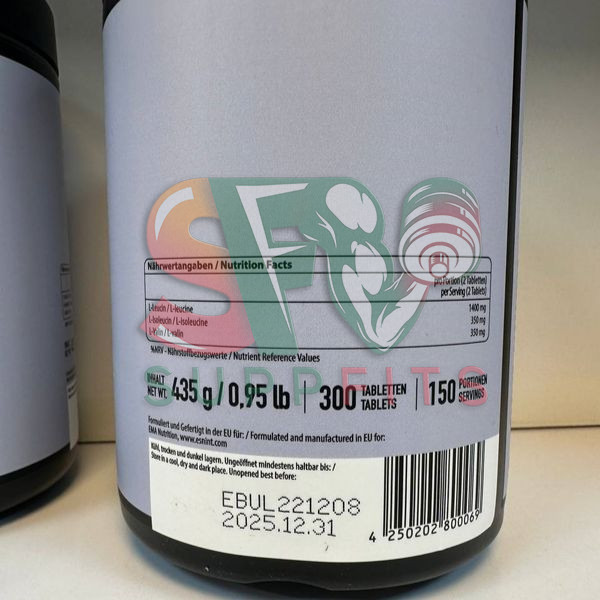 SF
SUPPFITS
Nährwertangaben / Nutrition Facts
pro Portion (2 Tabletten)
per Serving (2 Tablets)
L-leucin / L-leucine 1400 mg
L-isoleucin / L-isoleucine 350 mg
L-Valin / L-valin 350 mg
%NRV - Nährstoffbezugswerte / Nutrient Reference Values
INHALT
NET WT. 435 g / 0,95 lb
300 TABLETTEN
TABLETS
150 PORTIONEN
SERVINGS
Formuliert und Gefertigt in der EU für: / Formulated and manufactured in EU for:
EMA Nutrition, www.esnint.com
Kühl, trocken und dunkel lagern. Ungeöffnet mindestens haltbar bis: /
Store in a cool, dry and dark place. Unopened best before:
EBUL221208
2025.12.31
4 250202 800069